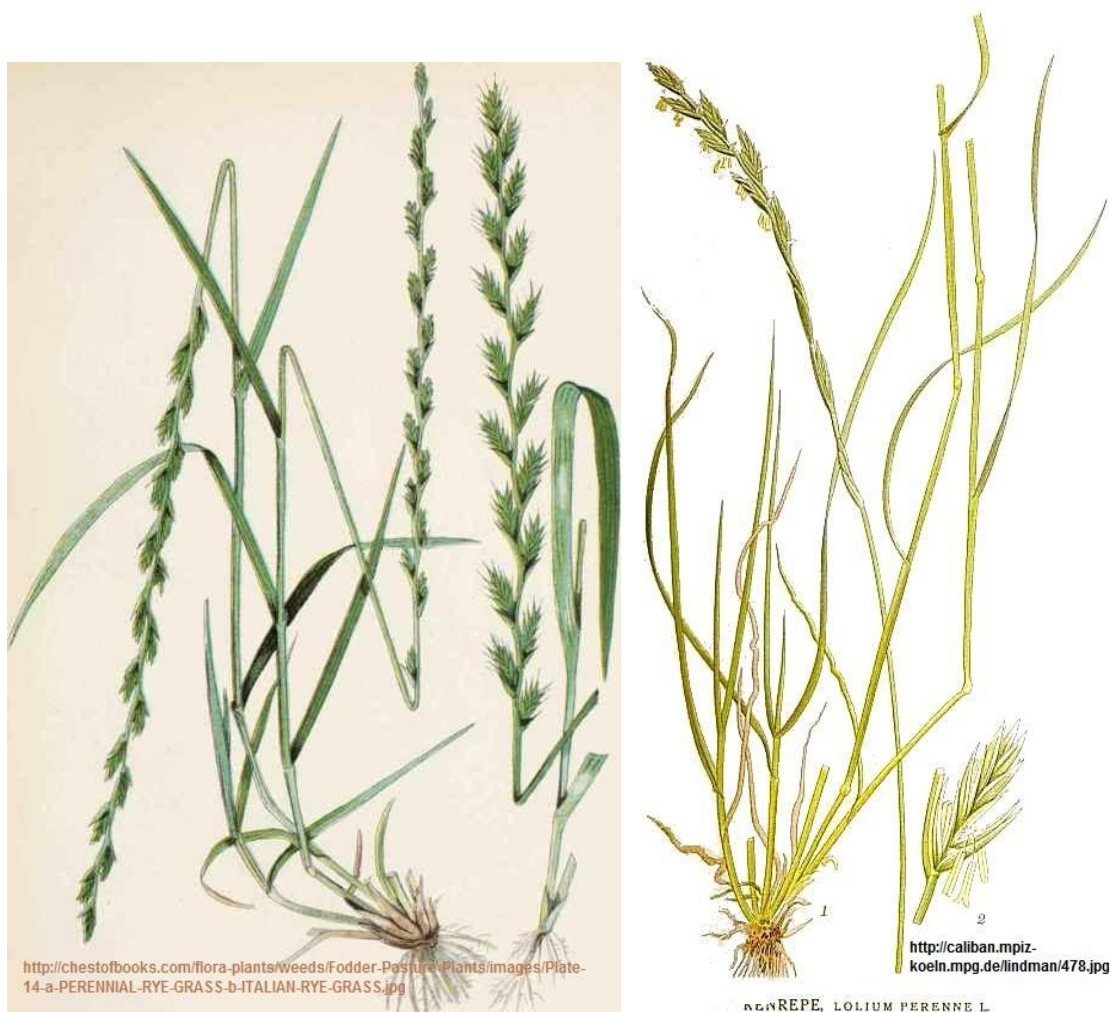 http://chestofbooks.com/flora-plants/weeds/Fodder-Pasture-Plants/images/Plate-
14-a-PERENNIAL-RYE-GRASS-b-ITALIAN-RYE-GRASS.jpg
1
2
http://caliban.mpiz-
koeln.mpg.de/lindman/478.jpg
RENREPE, LOLIUM PERENNE L.